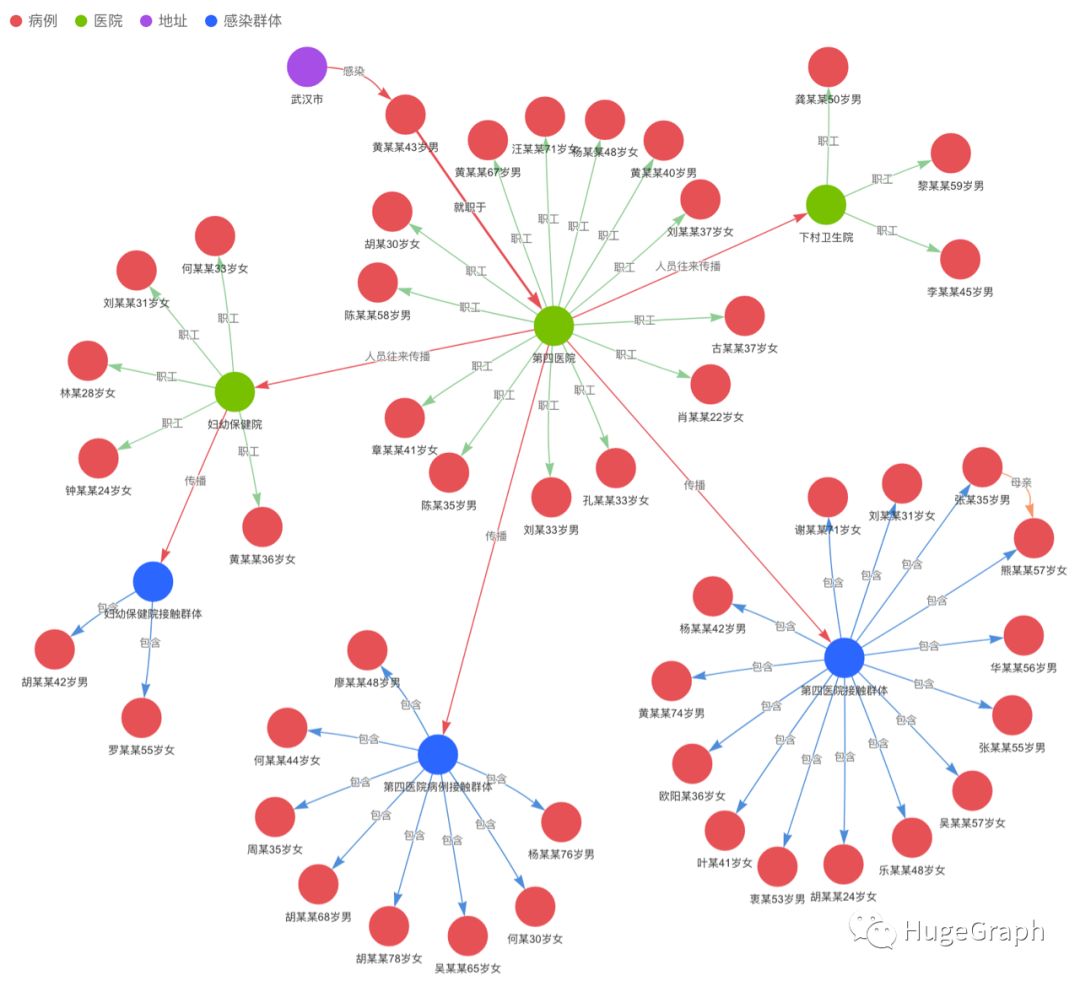 病例
医院
地址
感染群体
武汉市
感染
黄某某43岁男
就职于
黄某某67岁男
汪某某71岁女
杨某某48岁女
黄某某40岁男
刘某某37岁女
胡某30岁女
陈某某58岁男
职工
职工
职工
职工
职工
职工
职工
第四医院
人员往来传播
龚某某50岁男
职工
黎某某59岁男
职工
下村卫生院
职工
李某某45岁男
何某某33岁女
刘某某31岁女
职工
职工
林某28岁女
职工
妇幼保健院
人员往来传播
钟某某24岁女
职工
职工
黄某某36岁女
职工
古某某37岁女
职工
肖某某22岁女
职工
章某某41岁女
职工
陈某35岁男
职工
刘某33岁男
职工
孔某某33岁女
传播
妇幼保健院接触群体
包含
胡某某42岁男
包含
罗某某55岁女
传播
廖某某48岁男
包含
何某某44岁女
包含
第四医院病例接触群体
包含
周某35岁女
包含
胡某某68岁男
包含
胡某某78岁女
包含
吴某某65岁女
包含
何某30岁女
包含
杨某某76岁男
传播
谢某某71岁女
刘某某31岁女
张某35岁男
母亲
熊某某57岁女
包含
包含
包含
包含
杨某某42岁男
包含
华某某56岁男
包含
黄某某74岁男
包含
第四医院接触群体
包含
张某某55岁男
包含
欧阳某36岁女
包含
吴某某57岁女
包含
叶某41岁女
包含
衷某53岁男
包含
胡某某24岁女
包含
乐某某48岁女
HugeGraph